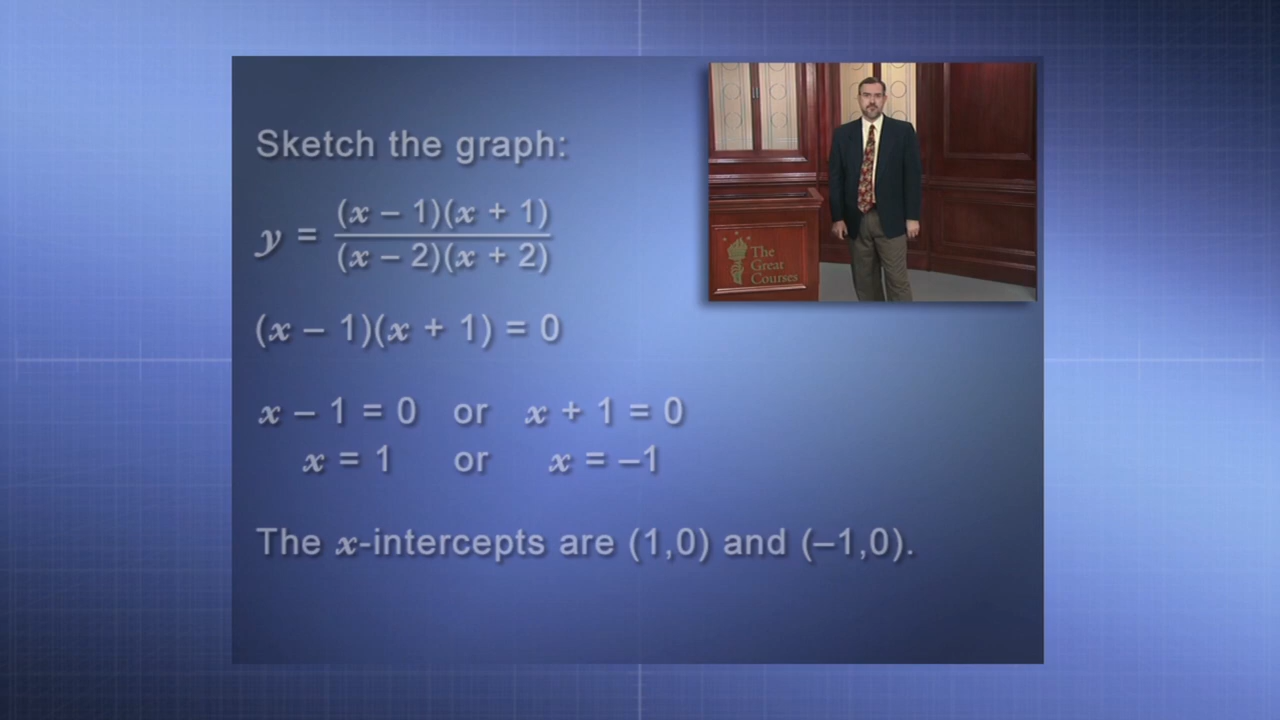 Sketch the graph:
y = (x – 1)(x + 1) / (x – 2)(x + 2)
(x – 1)(x + 1) = 0
x – 1 = 0 or x + 1 = 0
x = 1 or x = –1
The x-intercepts are (1,0) and (–1,0).
The
Great
Courses